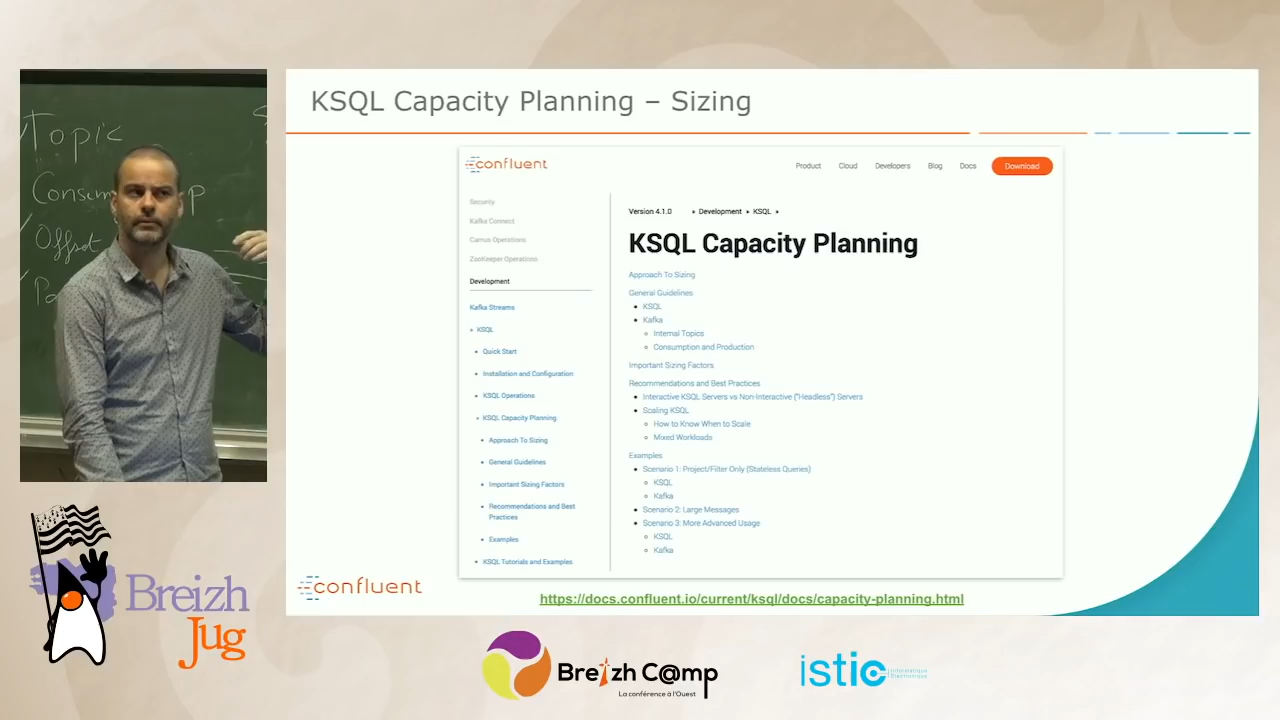 KSQL Capacity Planning – Sizing
confluent
Product Cloud Developers Blog Docs Download
Security
Kafka Connect
Camus Operations
ZooKeeper Operations
Development
Kafka Streams
KSQL
Quick Start
Installation and Configuration
KSQL Operations
KSQL Capacity Planning
Approach To Sizing
General Guidelines
Important Sizing Factors
Recommendations and Best
Practices
Examples
KSQL Tutorials and Examples
Version 4.1.0 ▸ Development ▸ KSQL ▸
KSQL Capacity Planning
Approach To Sizing
General Guidelines
KSQL
Kafka
Internal Topics
Consumption and Production
Important Sizing Factors
Recommendations and Best Practices
Interactive KSQL Servers vs Non-Interactive ("Headless") Servers
Scaling KSQL
How to Know When to Scale
Mixed Workloads
Examples
Scenario 1: Project/Filter Only (Stateless Queries)
KSQL
Kafka
Scenario 2: Large Messages
Scenario 3: More Advanced Usage
KSQL
Kafka
confluent
https://docs.confluent.io/current/ksql/docs/capacity-planning.html
Topic
Breizh
Jug
Breizh C@mp
La conférence à l'Ouest
istic
Informatique
Électronique